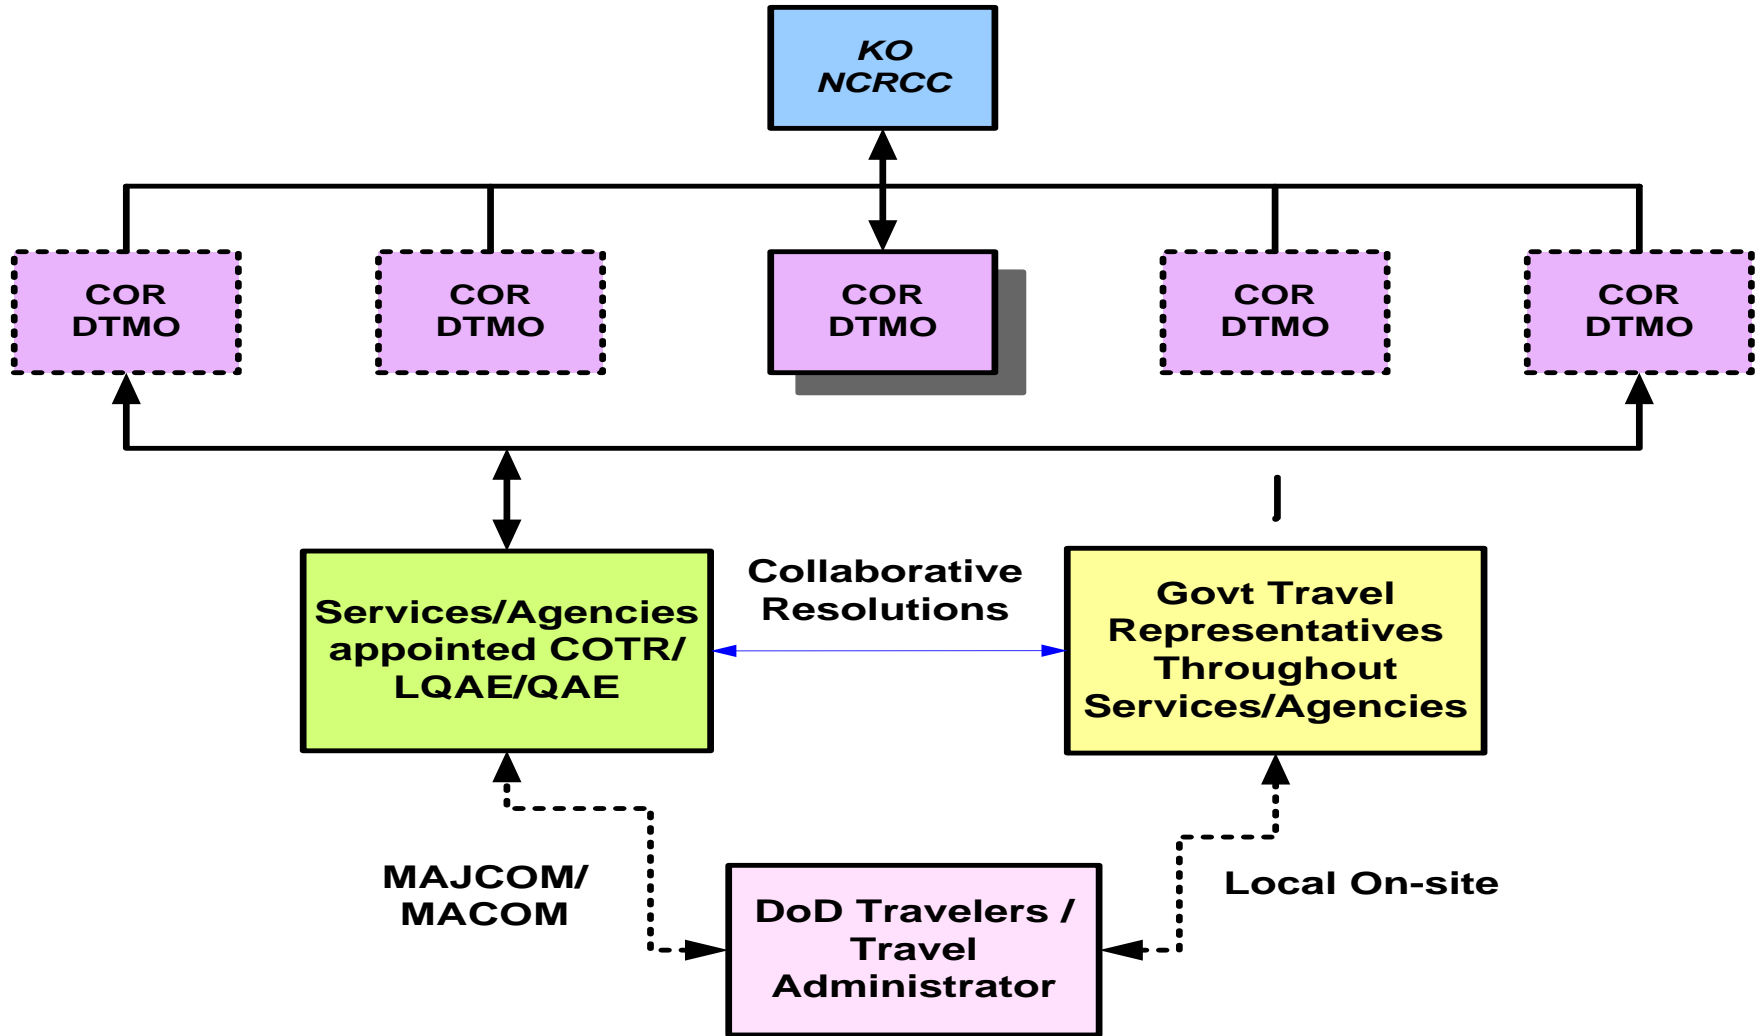 KO
NCRCC
COR
DTMO
COR
DTMO
COR
DTMO
COR
DTMO
COR
DTMO
Services/Agencies
appointed COTR/
LQAE/QAE
Collaborative
Resolutions
Govt Travel
Representatives
Throughout
Services/Agencies
MAJCOM/
MACOM
DoD Travelers /
Travel
Administrator
Local On-site